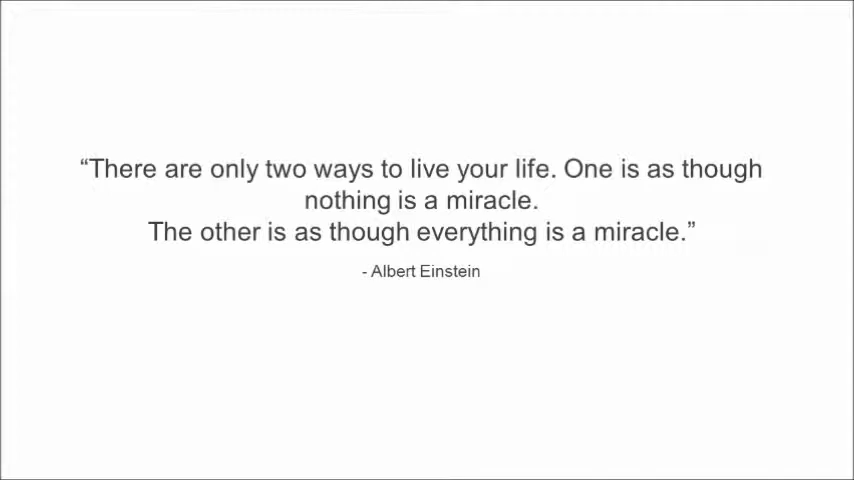 “There are only two ways to live your life. One is as though
nothing is a miracle.
The other is as though everything is a miracle.”
- Albert Einstein